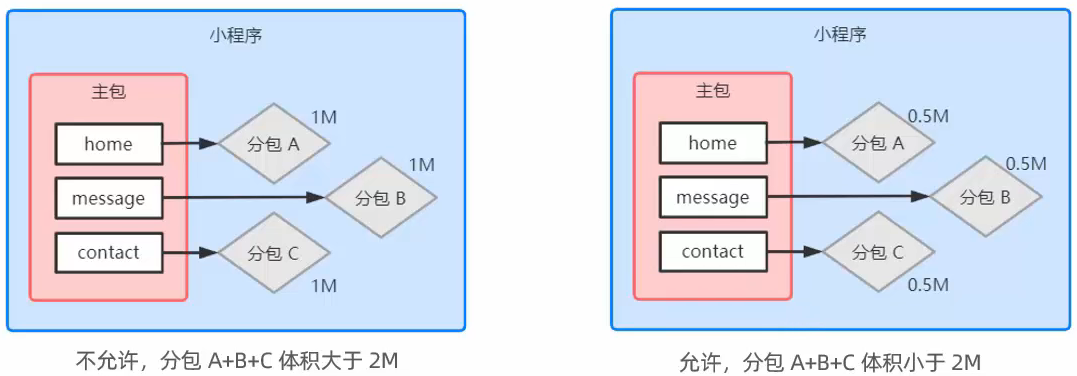 小程序
主包
home
message
contact
分包 A
1M
分包 B
1M
分包 C
1M
不允许，分包 A+B+C 体积大于 2M
小程序
主包
home
message
contact
分包 A
0.5M
分包 B
0.5M
分包 C
0.5M
允许，分包 A+B+C 体积小于 2M